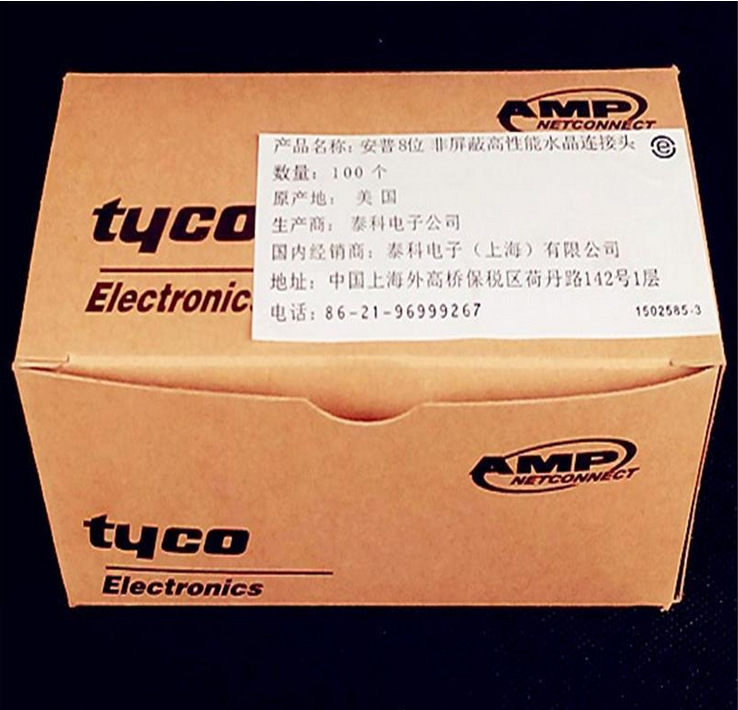 AMP
NETCONNECT
产品名称：安普8位 非屏蔽高性能水晶连接头
数量：100 个
原产地： 美 国
生产商： 泰科电子公司
国内经销商：泰科电子（上海）有限公司
地址： 中国上海外高桥保税区荷丹路142号1层
电话：86-21-96999267
1502585-3
tyco
Electronic
AMP
NETCONNECT
tyco
Electronics